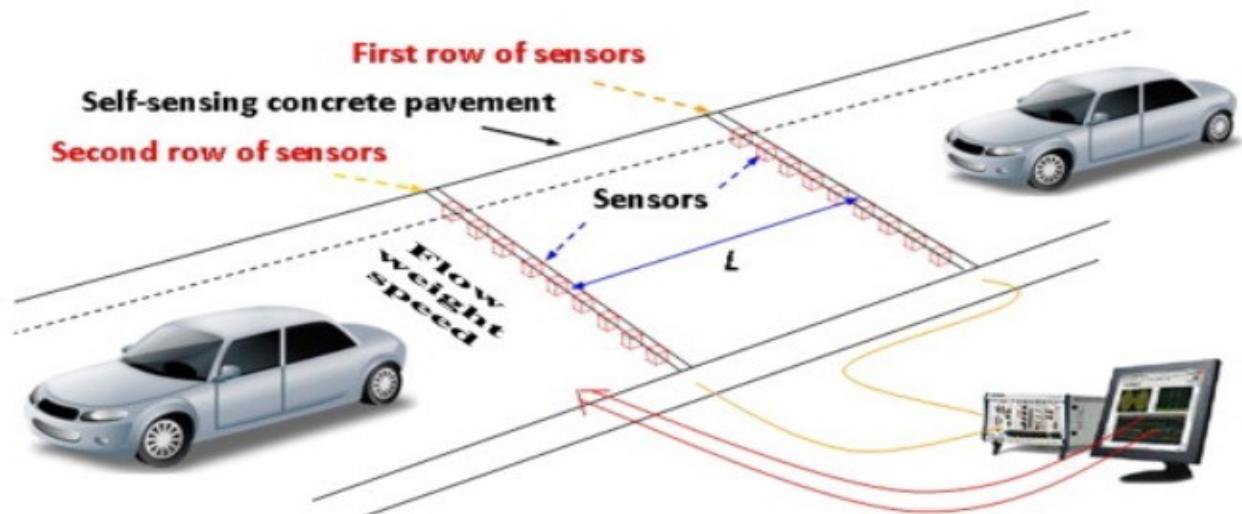 First row of sensors
Self-sensing concrete pavement
Second row of sensors
Sensors
L
Flow
weight
speed